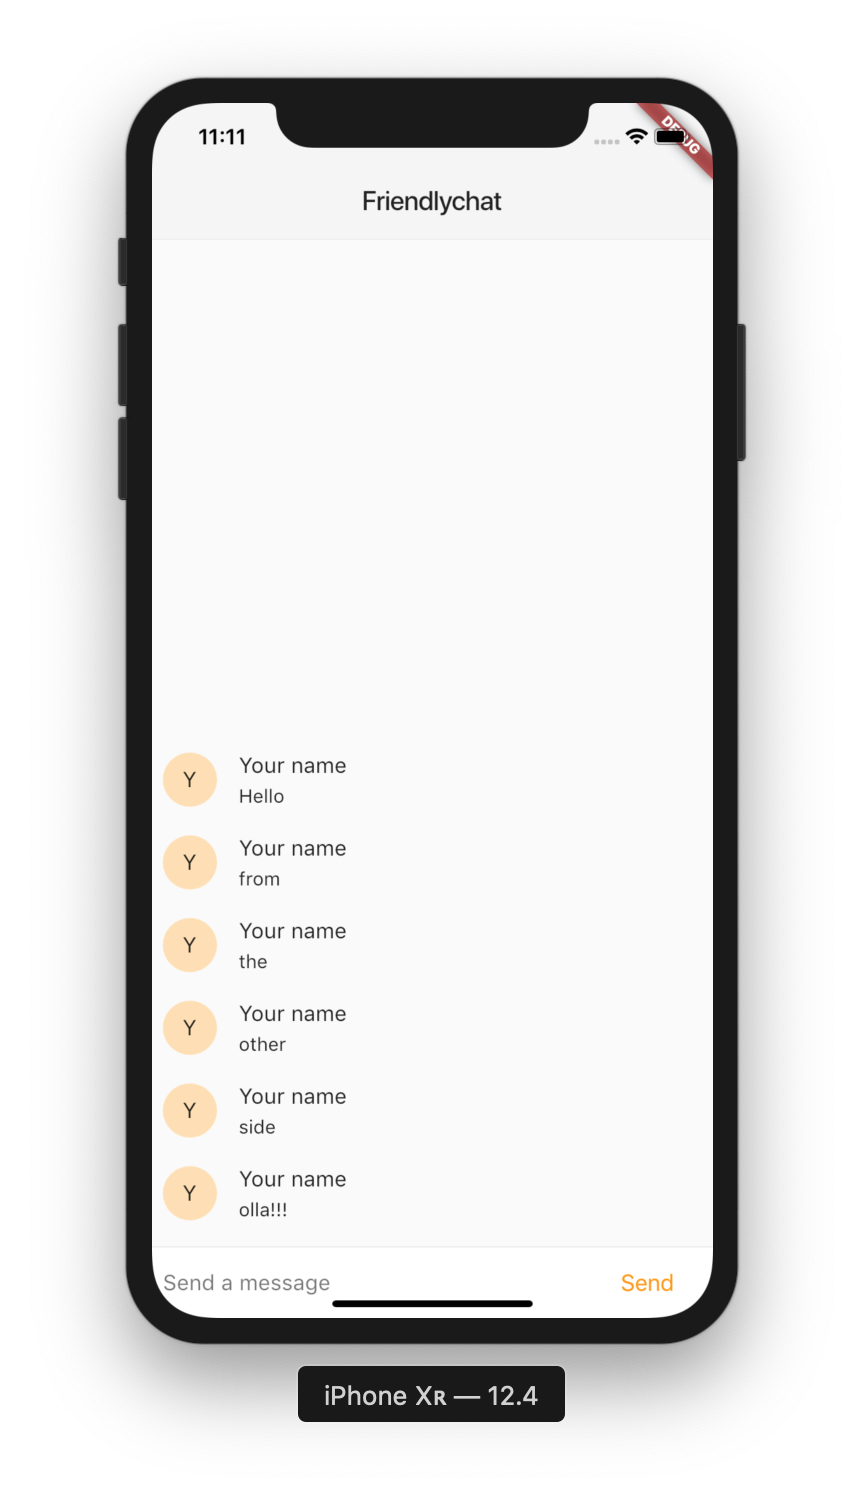 11:11
DEBUG
Friendlychat
Y
Your name
Hello
Y
Your name
from
Y
Your name
the
Y
Your name
other
Y
Your name
side
Y
Your name
olla!!!
Send a message
Send
iPhone Xʀ — 12.4